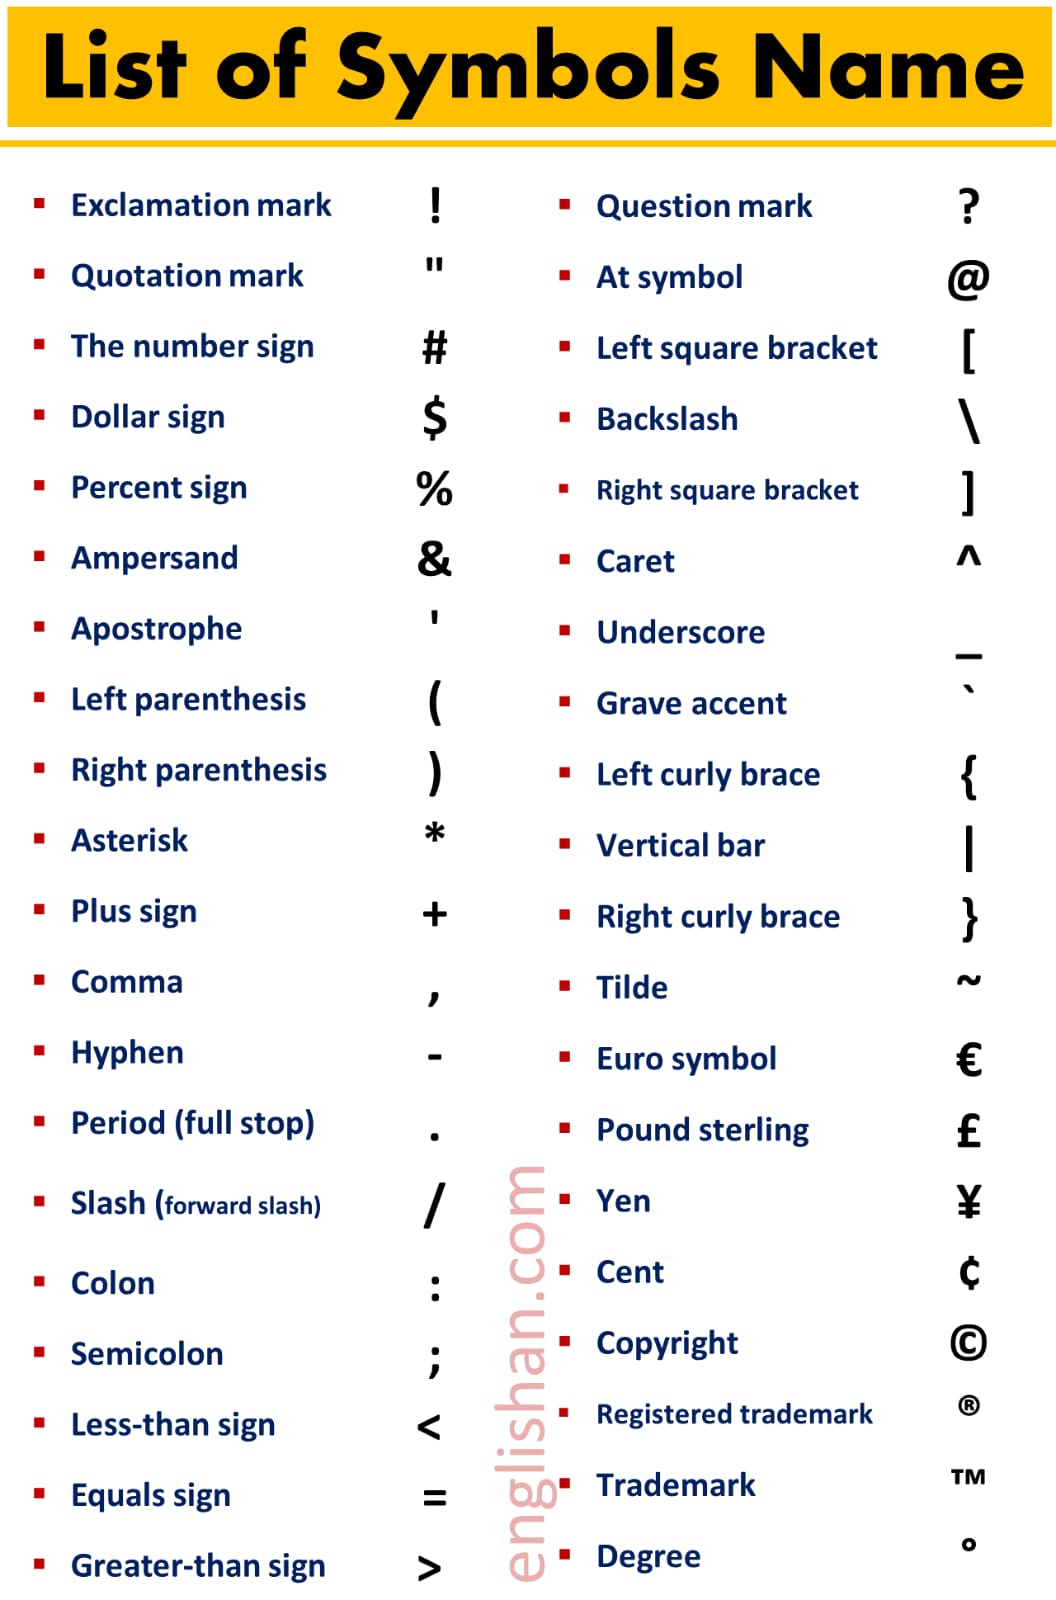 List of Symbols Name
▪ Exclamation mark !
▪ Quotation mark "
▪ The number sign #
▪ Dollar sign $
▪ Percent sign %
▪ Ampersand &
▪ Apostrophe '
▪ Left parenthesis (
▪ Right parenthesis )
▪ Asterisk *
▪ Plus sign +
▪ Comma ,
▪ Hyphen -
▪ Period (full stop) .
▪ Slash (forward slash) /
▪ Colon :
▪ Semicolon ;
▪ Less-than sign <
▪ Equals sign =
▪ Greater-than sign >
▪ Question mark ?
▪ At symbol @
▪ Left square bracket [
▪ Backslash \
▪ Right square bracket ]
▪ Caret ^
▪ Underscore _
▪ Grave accent `
▪ Left curly brace {
▪ Vertical bar |
▪ Right curly brace }
▪ Tilde ~
▪ Euro symbol €
▪ Pound sterling £
▪ Yen ¥
▪ Cent ¢
▪ Copyright ©
▪ Registered trademark ®
▪ Trademark ™
▪ Degree °
englishan.com